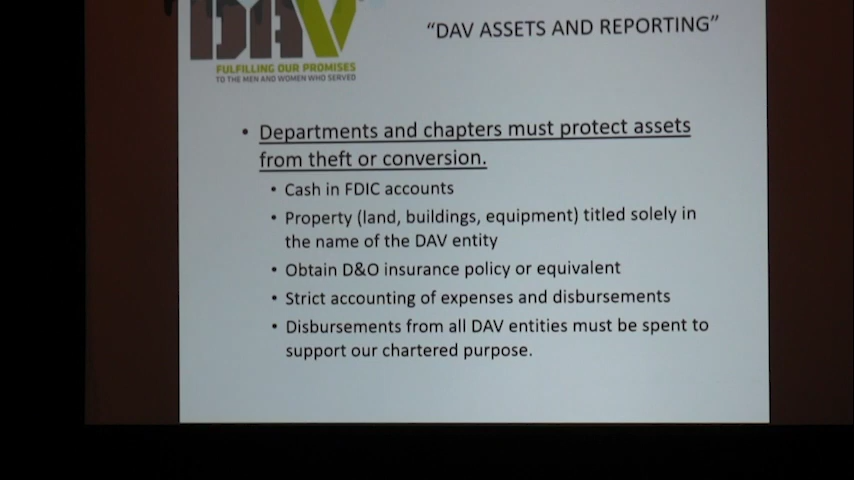 DAV
FULFILLING OUR PROMISES
TO THE MEN AND WOMEN WHO SERVED
“DAV ASSETS AND REPORTING”
• Departments and chapters must protect assets
from theft or conversion.
• Cash in FDIC accounts
• Property (land, buildings, equipment) titled solely in
the name of the DAV entity
• Obtain D&O insurance policy or equivalent
• Strict accounting of expenses and disbursements
• Disbursements from all DAV entities must be spent to
support our chartered purpose.